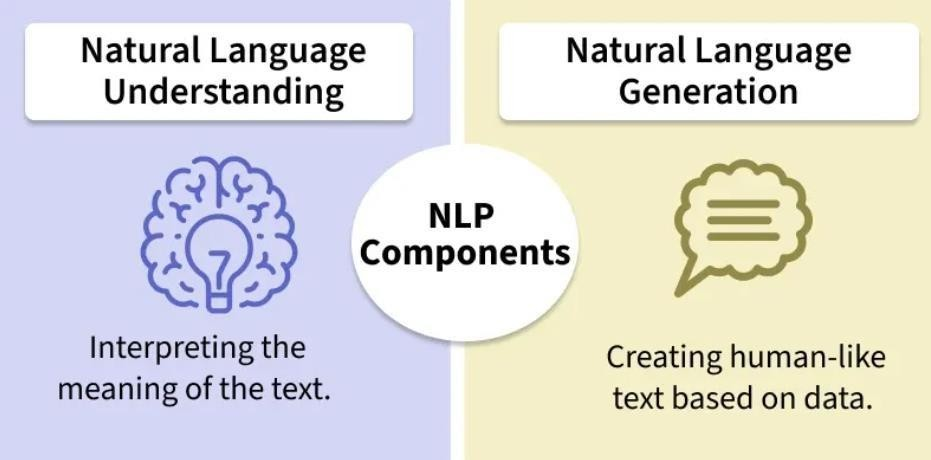 Natural Language
Understanding
Natural Language
Generation
NLP
Components
Interpreting the
meaning of the text.
Creating human-like
text based on data.